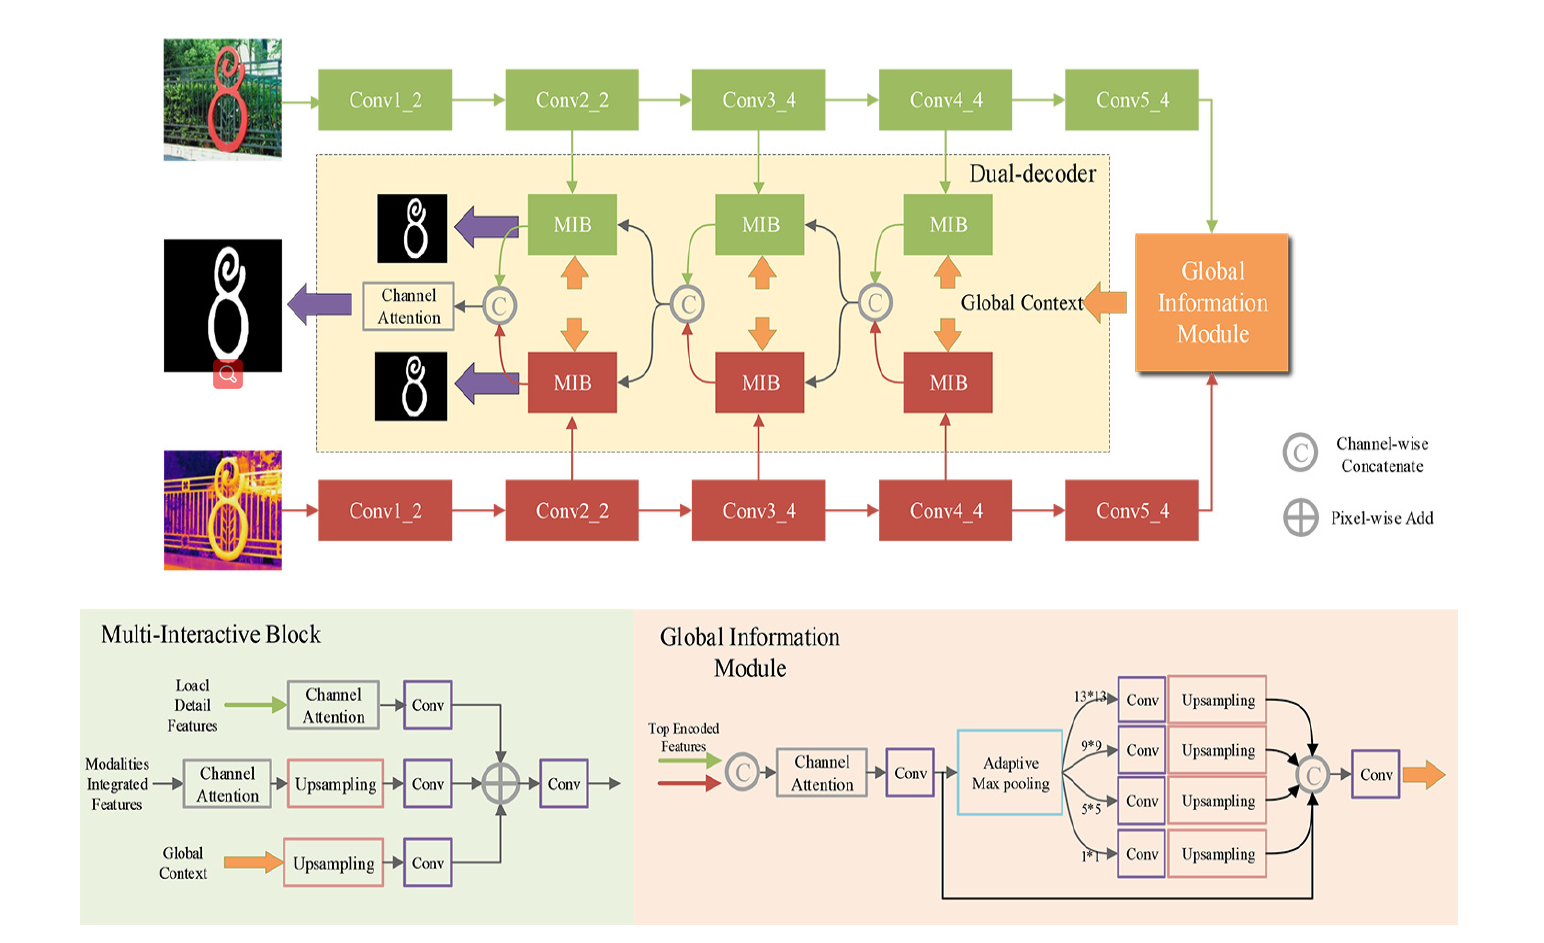 Conv1_2
Conv2_2
Conv3_4
Conv4_4
Conv5_4
Dual-decoder
MIB
MIB
MIB
Global
Information
Module
Channel
Attention
C
C
C
Global Context
MIB
MIB
MIB
C
Channel-wise
Concatenate
Pixel-wise Add
Conv1_2
Conv2_2
Conv3_4
Conv4_4
Conv5_4
Multi-Interactive Block
Loacl
Detail
Features
Channel
Attention
Conv
Modalities
Integrated
Features
Channel
Attention
Upsampling
Conv
Conv
Global
Context
Upsampling
Conv
Global Information
Module
Top Encoded
Features
C
Channel
Attention
Conv
Adaptive
Max pooling
13*13
Conv
Upsampling
9*9
Conv
Upsampling
5*5
Conv
Upsampling
1*1
Conv
Upsampling
C
Conv